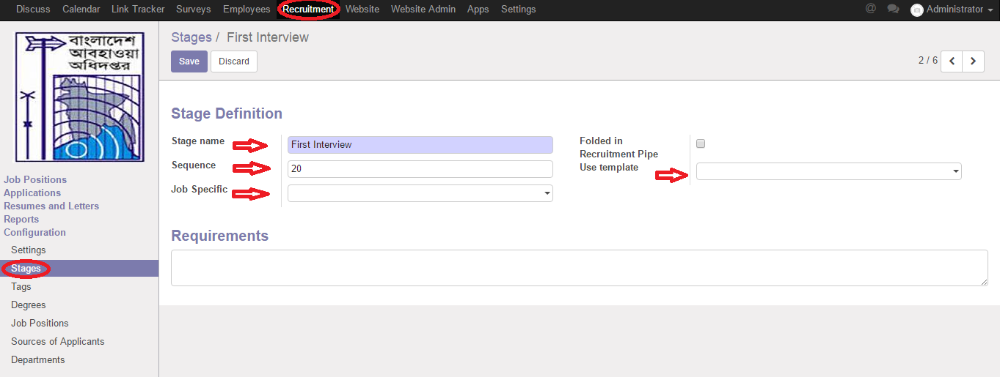 Discuss Calendar Link Tracker Surveys Employees Recruitment Website Website Admin Apps Settings @ Administrator
বাংলাদেশ
আবহাওয়া
অধিদপ্তর
Job Positions
Applications
Resumes and Letters
Reports
Configuration
Settings
Stages
Tags
Degrees
Job Positions
Sources of Applicants
Departments
Stages / First Interview
Save Discard 2 / 6
Stage Definition
Stage name First Interview
Sequence 20
Job Specific
Folded in
Recruitment Pipe
Use template
Requirements